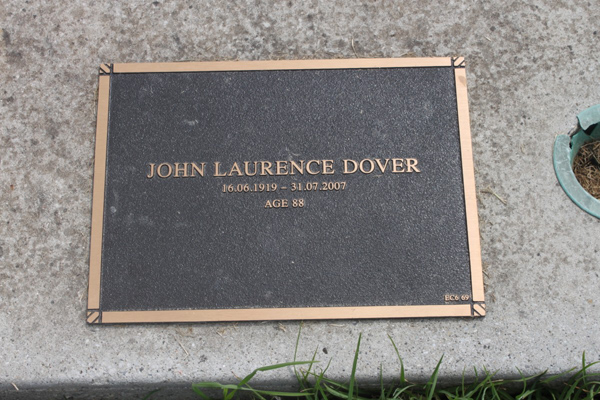 JOHN LAURENCE DOVER
16.06.1919 – 31.07.2007
AGE 88
EC6 69